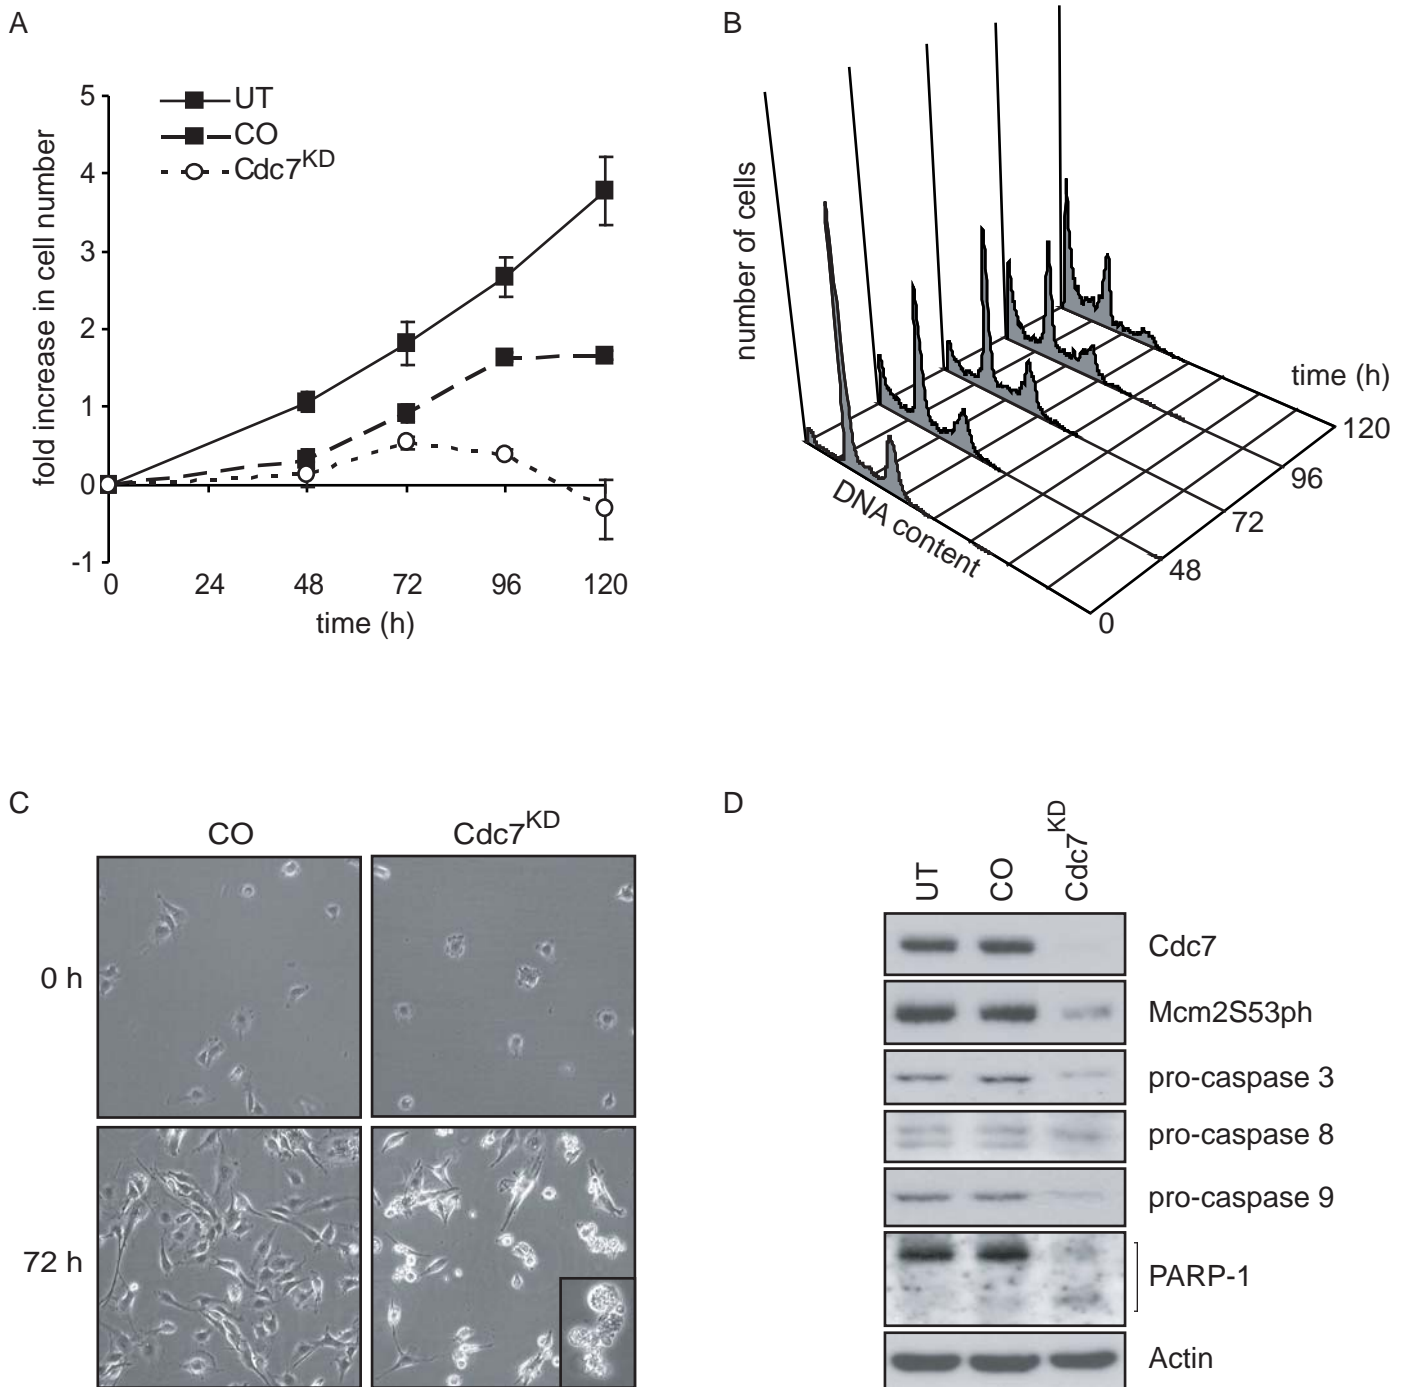 A
5
4
3
2
1
0
-1
fold increase in cell number
UT
CO
Cdc7KD
0 24 48 72 96 120
time (h)
B
number of cells
DNA content
time (h)
120
96
72
48
0
C
CO Cdc7KD
0 h
72 h
D
UT CO Cdc7KD
Cdc7
Mcm2S53ph
pro-caspase 3
pro-caspase 8
pro-caspase 9
PARP-1
Actin